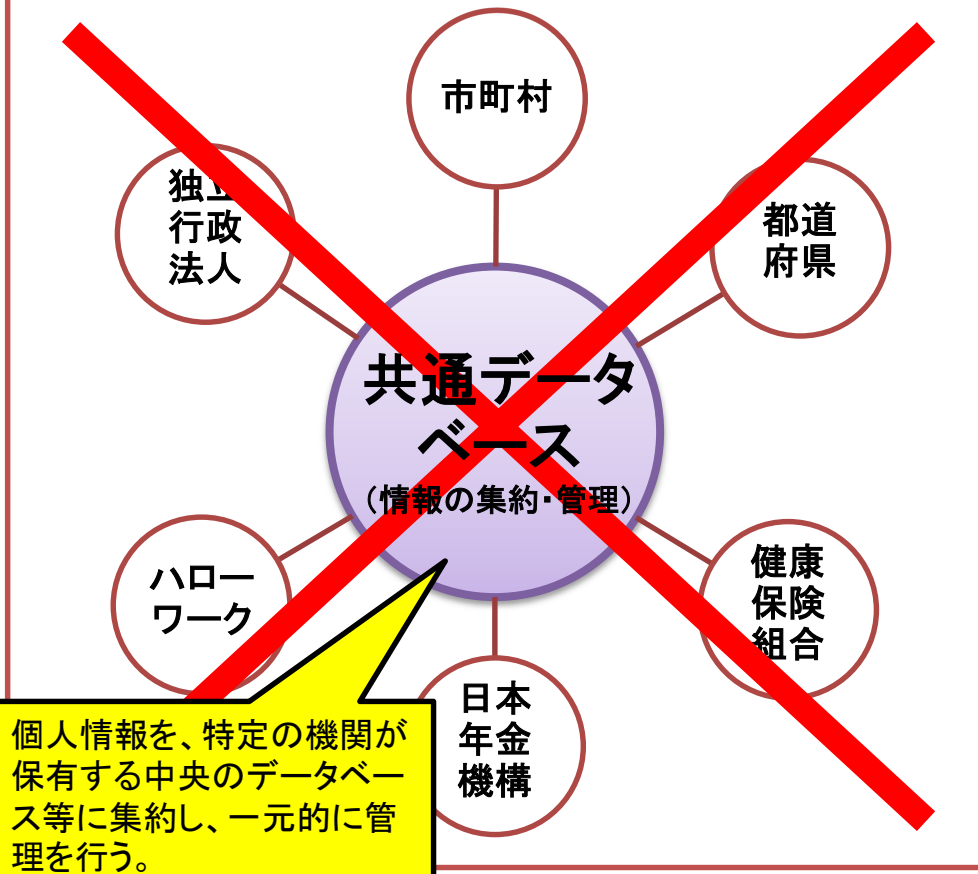 市町村
独立
行政
法人
都道
府県
共通データ
ベース
（情報の集約・管理）
ハロー
ワーク
健康
保険
組合
日本
年金
機構
個人情報を、特定の機関が
保有する中央のデータベー
ス等に集約し、一元的に管
理を行う。